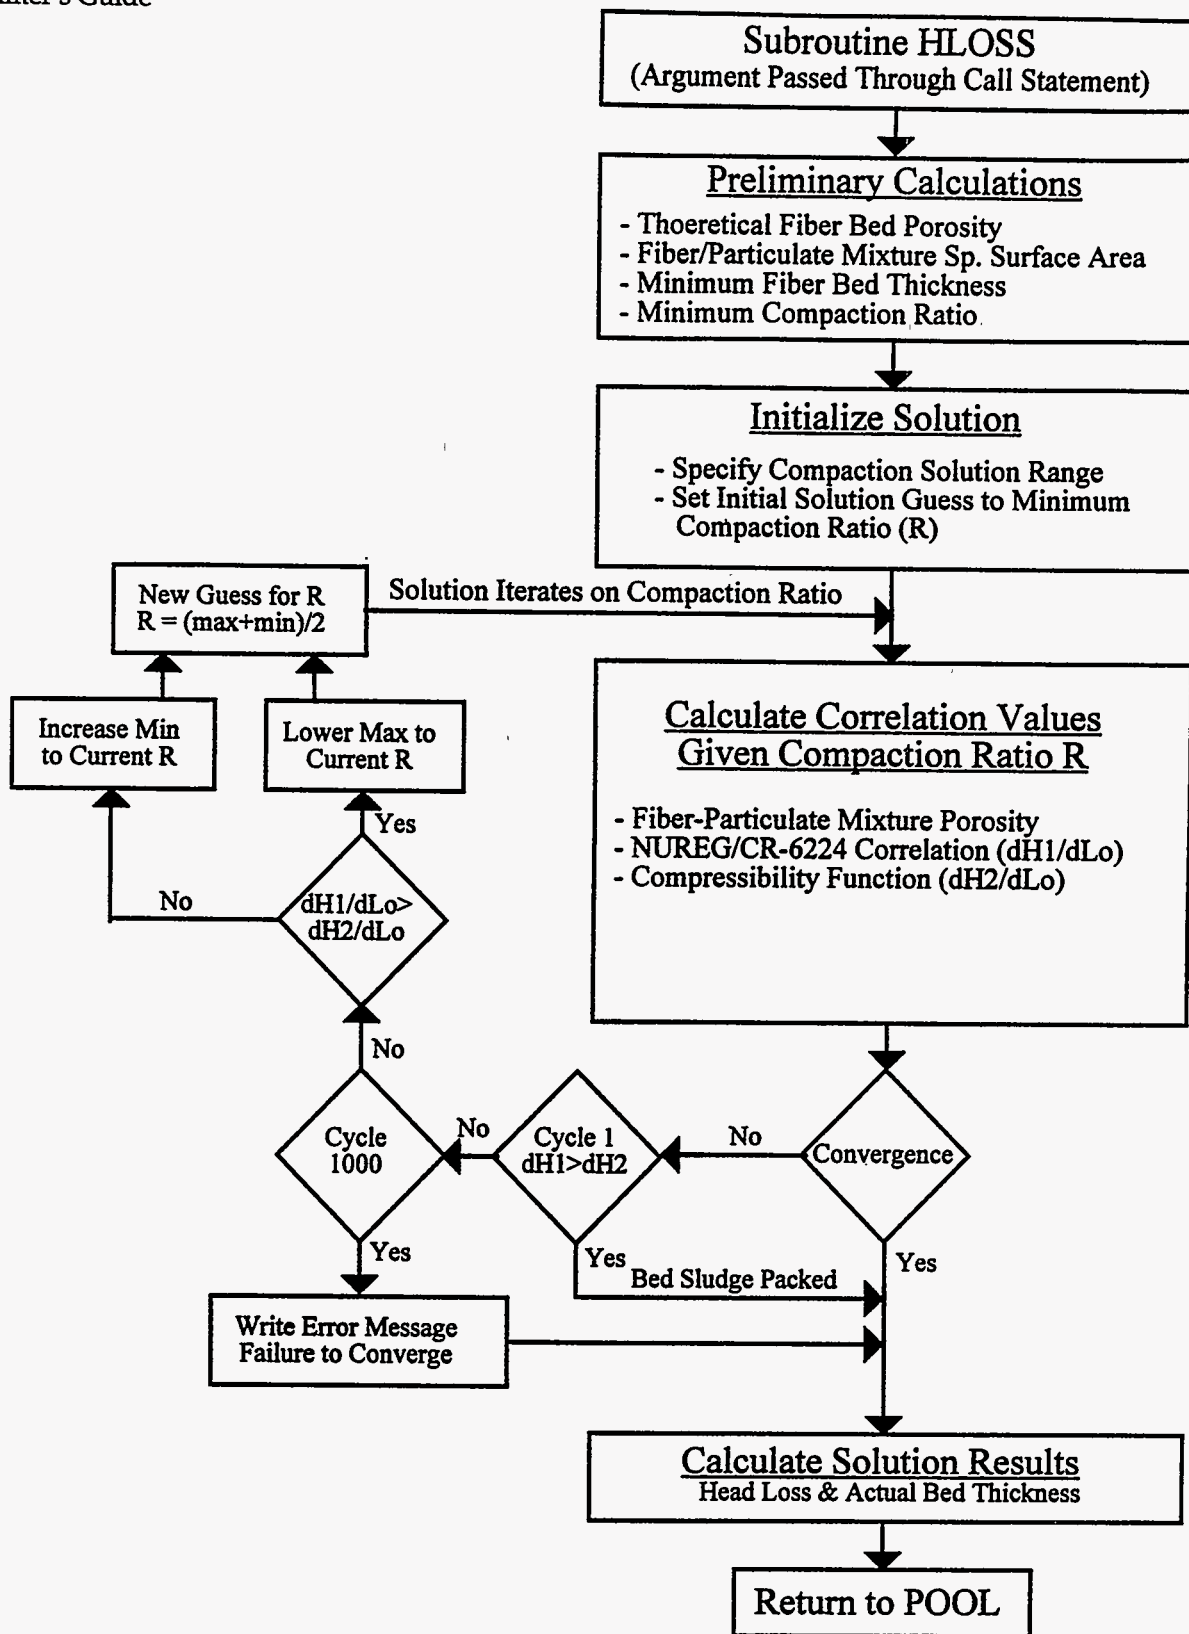 Subroutine HLOSS
(Argument Passed Through Call Statement)
Preliminary Calculations
- Thoeretical Fiber Bed Porosity
- Fiber/Particulate Mixture Sp. Surface Area
- Minimum Fiber Bed Thickness
- Minimum Compaction Ratio
Initialize Solution
- Specify Compaction Solution Range
- Set Initial Solution Guess to Minimum
Compaction Ratio (R)
New Guess for R
R = (max+min)/2
Solution Iterates on Compaction Ratio
Increase Min
to Current R
Lower Max to
Current R
Calculate Correlation Values
Given Compaction Ratio R
- Fiber-Particulate Mixture Porosity
- NUREG/CR-6224 Correlation (dH1/dLo)
- Compressibility Function (dH2/dLo)
Yes
No
dH1/dLo>
dH2/dLo
No
Cycle
1000
No
Cycle 1
dH1>dH2
No
Convergence
Yes
Yes
Bed Sludge Packed
Yes
Write Error Message
Failure to Converge
Calculate Solution Results
Head Loss & Actual Bed Thickness
Return to POOL